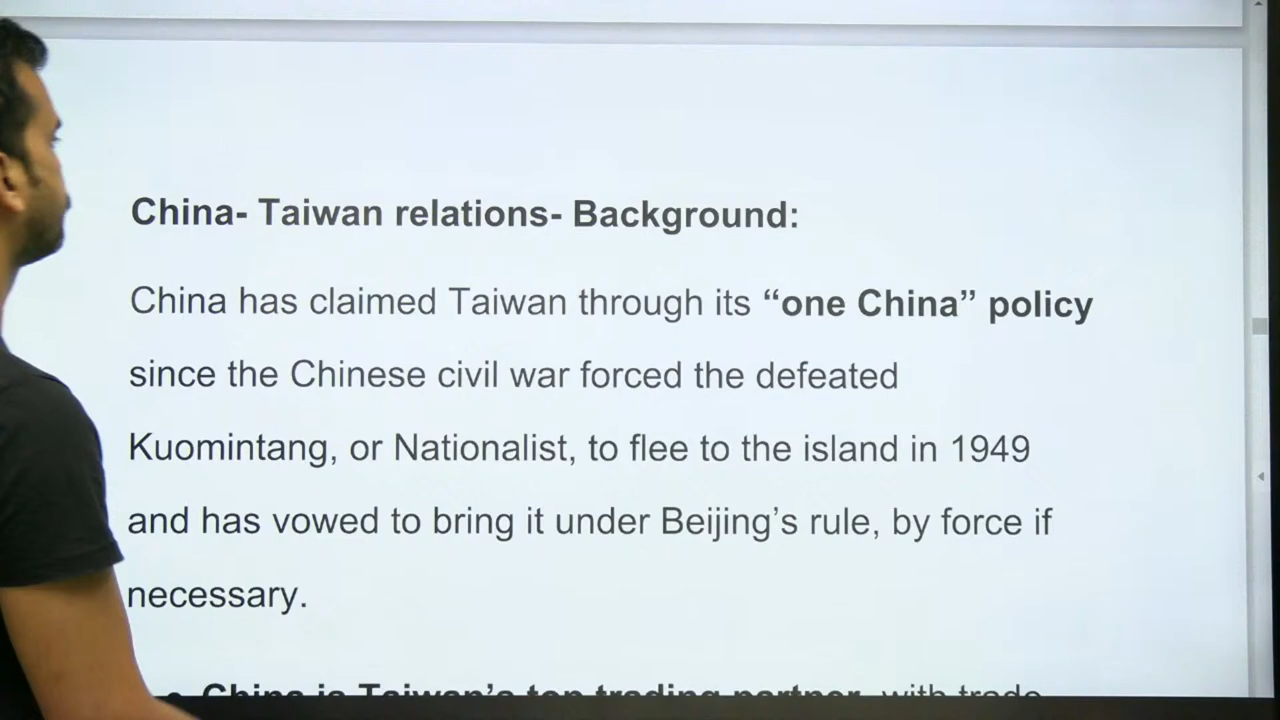 China- Taiwan relations- Background:
China has claimed Taiwan through its “one China” policy
since the Chinese civil war forced the defeated
Kuomintang, or Nationalist, to flee to the island in 1949
and has vowed to bring it under Beijing’s rule, by force if
necessary.
• China is Taiwan’s top trading partner, with trade